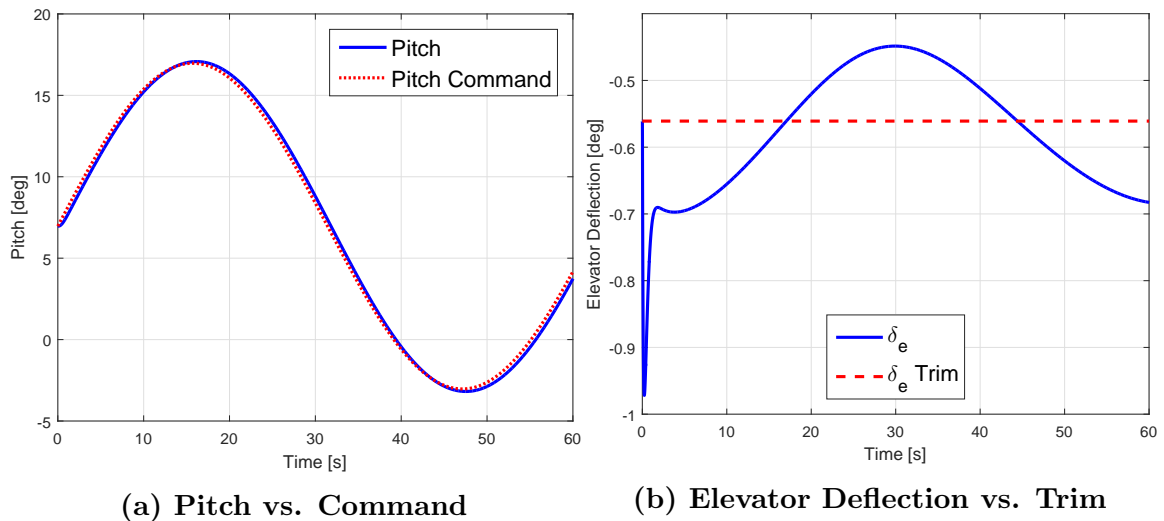 20
15
10
5
0
-5
Pitch [deg]
0 10 20 30 40 50 60
Time [s]
Pitch
Pitch Command
(a) Pitch vs. Command
-0.5
-0.6
-0.7
-0.8
-0.9
-1
Elevator Deflection [deg]
0 10 20 30 40 50 60
Time [s]
δe
δe Trim
(b) Elevator Deflection vs. Trim